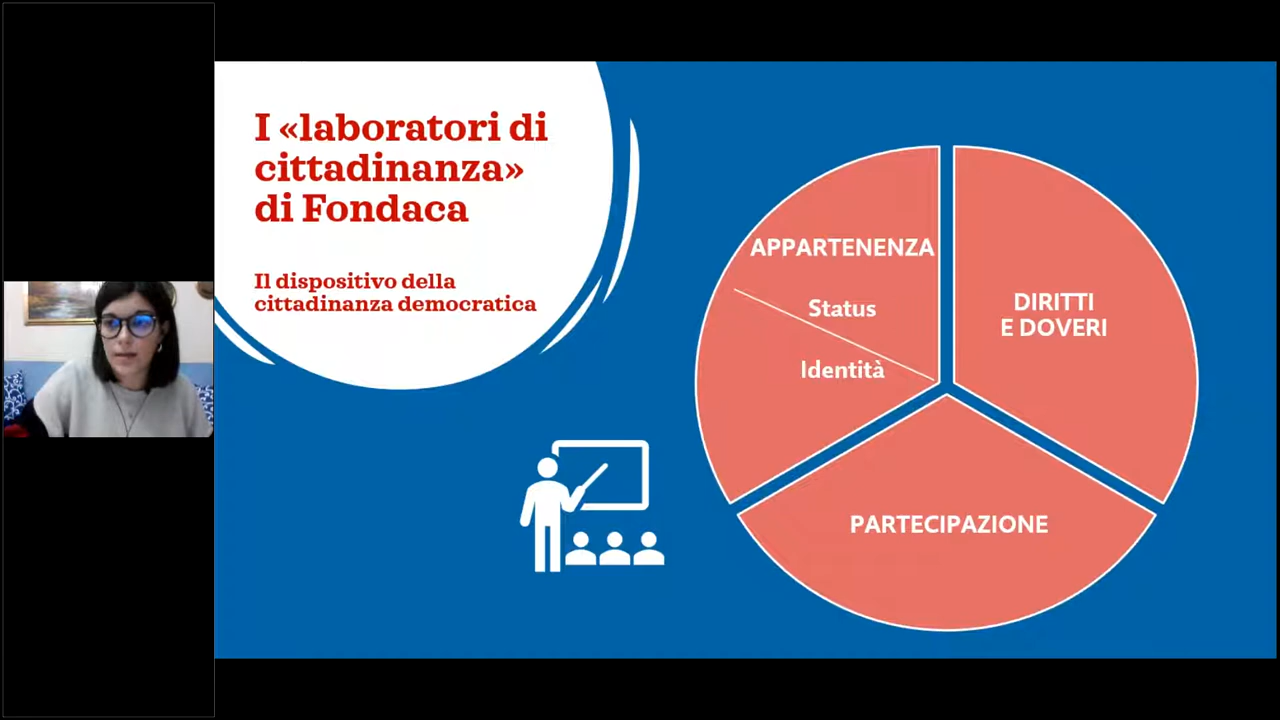 I «laboratori di
cittadinanza»
di Fondaca
Il dispositivo della
cittadinanza democratica
APPARTENENZA
Status
Identità
DIRITTI
E DOVERI
PARTECIPAZIONE